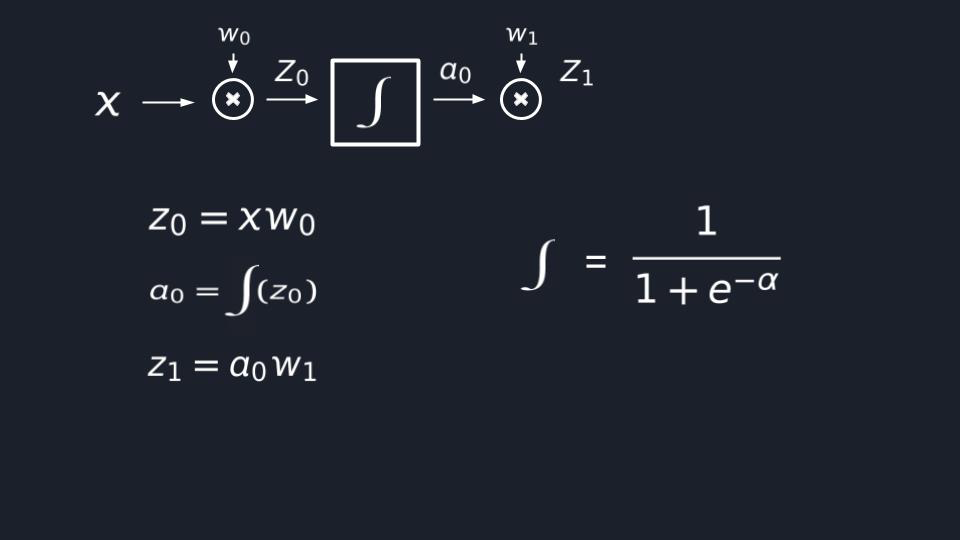 w₀ w₁
x z₀ ∫ a₀ z₁
z₀ = xw₀
a₀ = ∫(z₀)
z₁ = a₀w₁
∫ = 1 / (1 + e^−α)